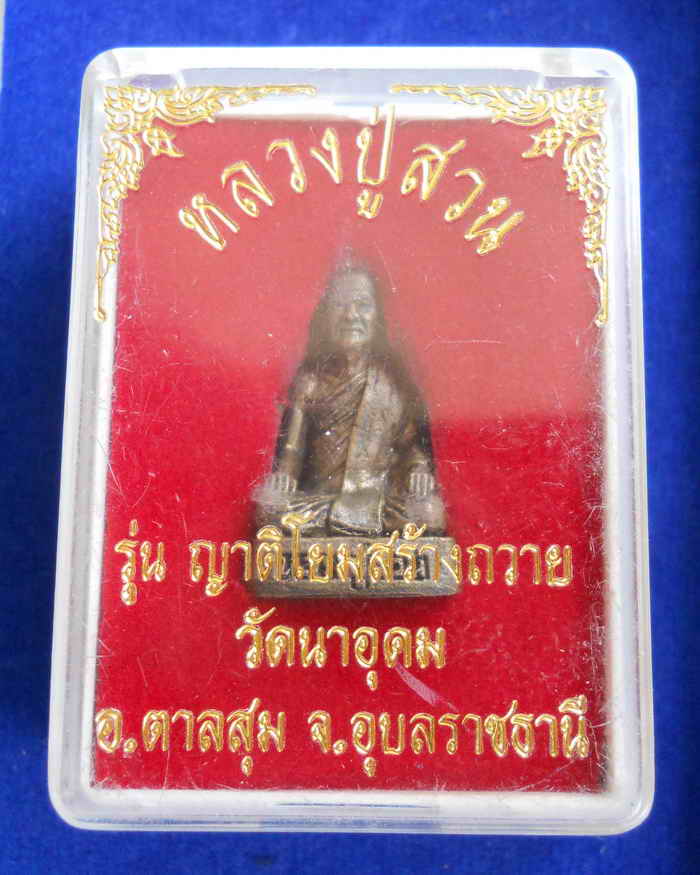 หลวงปู่สวน
รุ่น ญาติโยมสร้างถวาย
วัดนาอุดม
อ.ตาลสุม จ.อุบลราชธานี